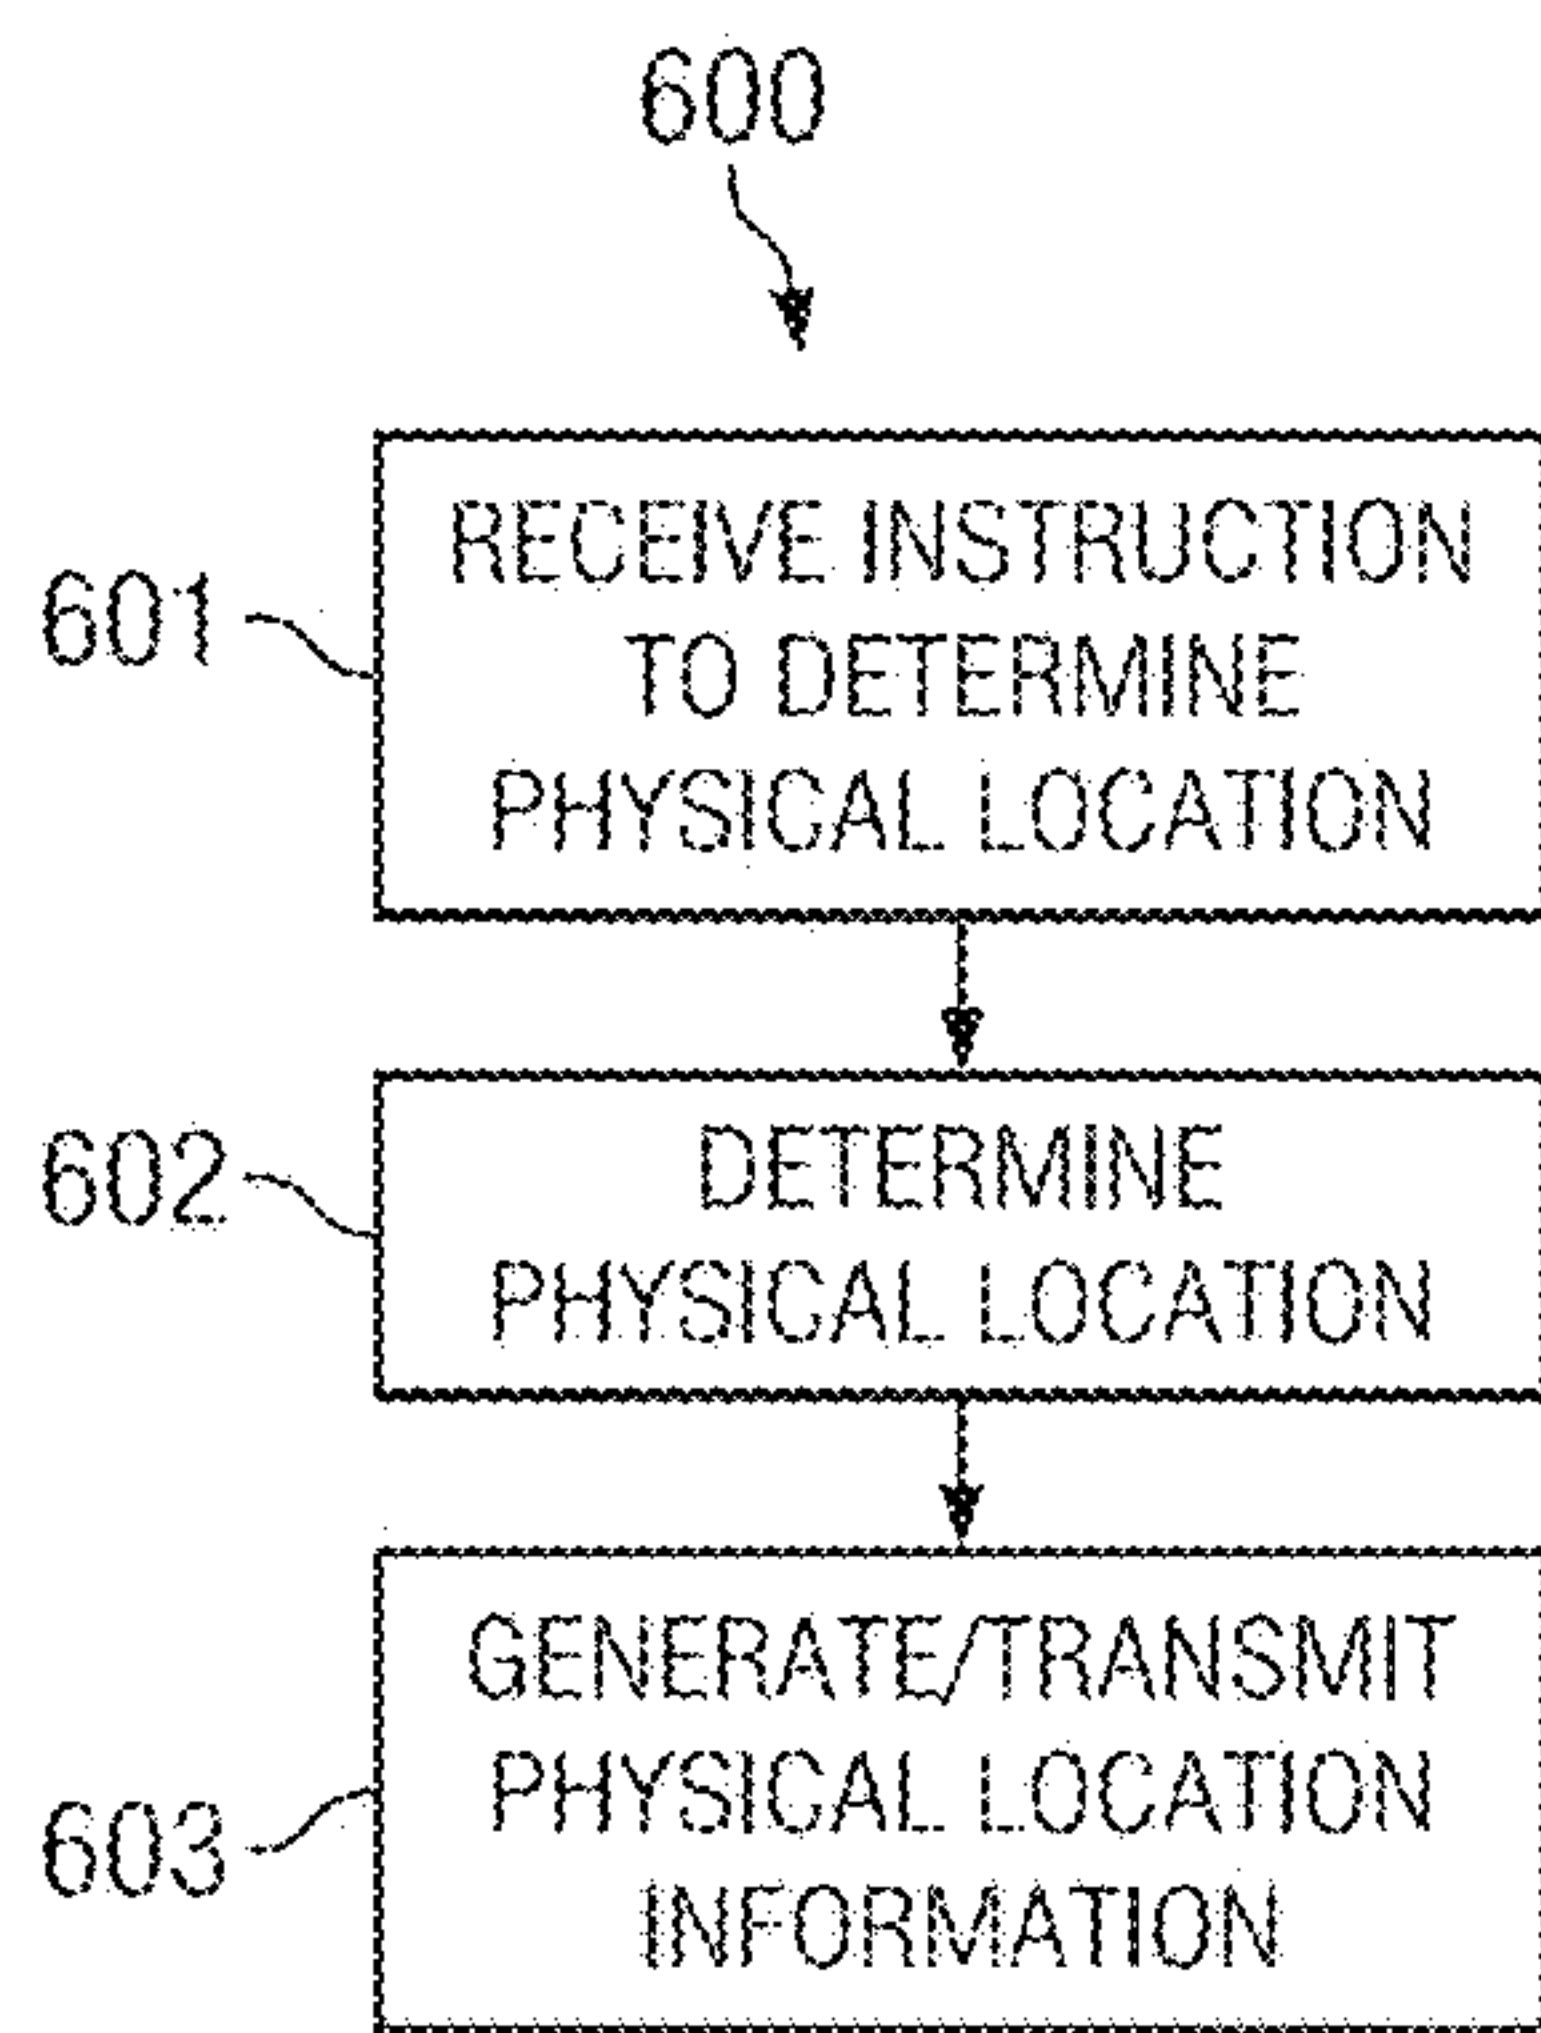 600
601
RECEIVE INSTRUCTION
TO DETERMINE
PHYSICAL LOCATION
602
DETERMINE
PHYSICAL LOCATION
603
GENERATE/TRANSMIT
PHYSICAL LOCATION
INFORMATION